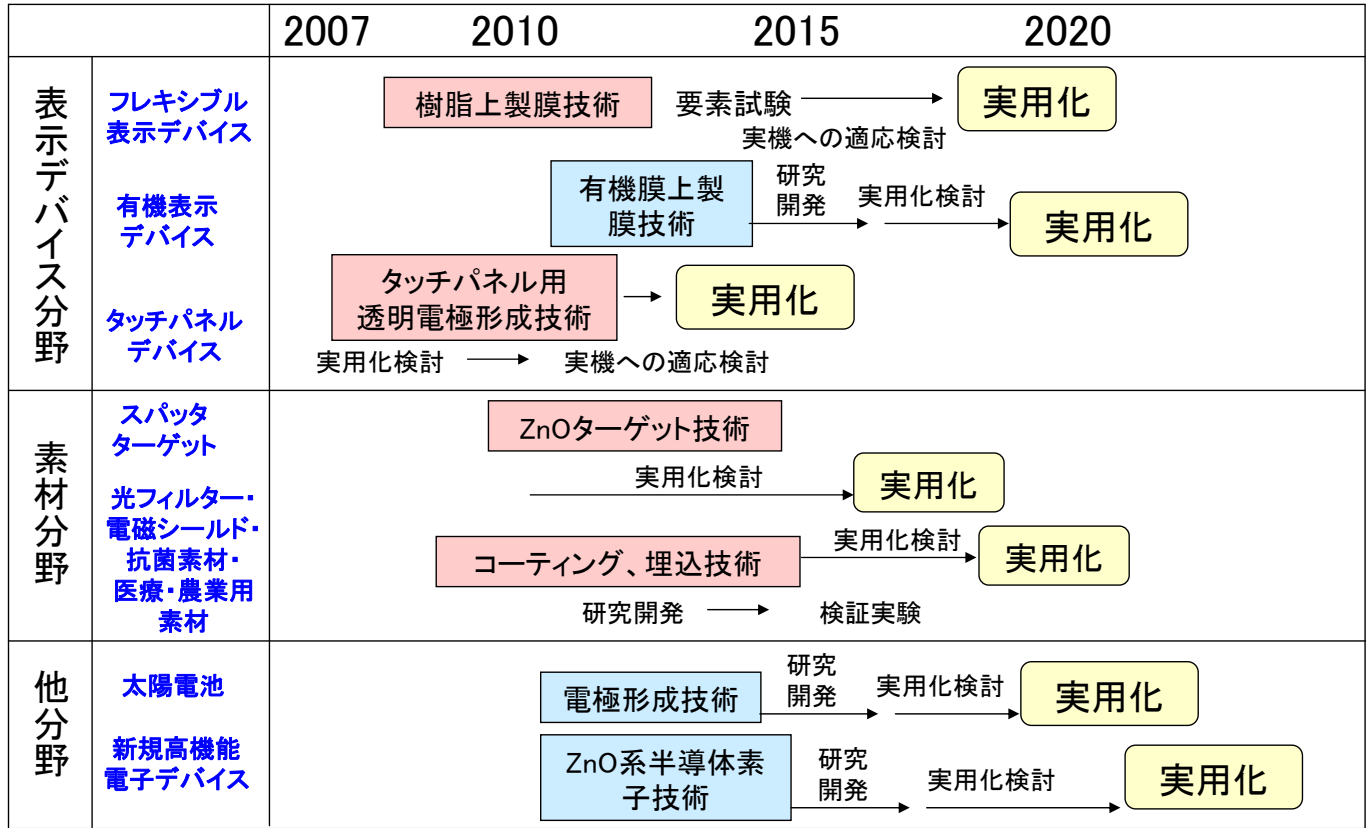 2007 2010 2015 2020
表示デバイス分野
フレキシブル
表示デバイス
樹脂上製膜技術
要素試験
実用化
実機への適応検討
有機表示
デバイス
有機膜上製
膜技術
研究
開発
実用化検討
実用化
タッチパネル
デバイス
タッチパネル用
透明電極形成技術
実用化
実用化検討
実機への適応検討
素材分野
スパッタ
ターゲット
ZnOターゲット技術
実用化検討
実用化
光フィルター・
電磁シールド・
抗菌素材・
医療・農業用
素材
コーティング、埋込技術
実用化検討
実用化
研究開発
検証実験
他分野
太陽電池
電極形成技術
研究
開発
実用化検討
実用化
新規高機能
電子デバイス
ZnO系半導体素
子技術
研究
開発
実用化検討
実用化